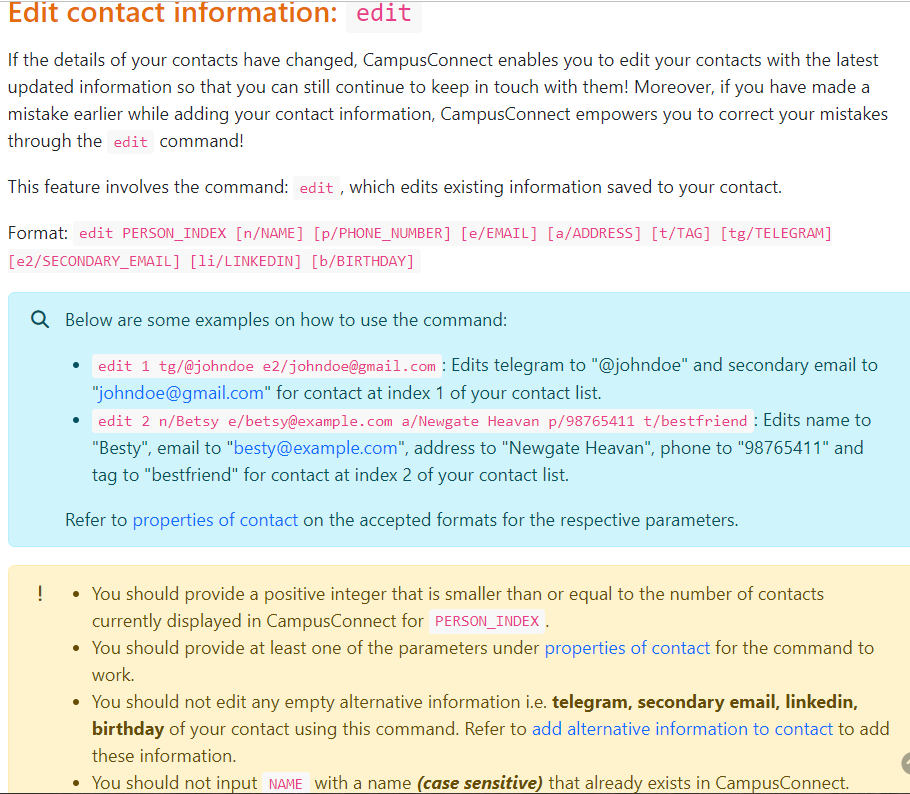 Edit contact information: edit
If the details of your contacts have changed, CampusConnect enables you to edit your contacts with the latest
updated information so that you can still continue to keep in touch with them! Moreover, if you have made a
mistake earlier while adding your contact information, CampusConnect empowers you to correct your mistakes
through the edit command!
This feature involves the command: edit , which edits existing information saved to your contact.
Format: edit PERSON_INDEX [n/NAME] [p/PHONE_NUMBER] [e/EMAIL] [a/ADDRESS] [t/TAG] [tg/TELEGRAM]
[e2/SECONDARY_EMAIL] [li/LINKEDIN] [b/BIRTHDAY]
Below are some examples on how to use the command:
• edit 1 tg/@johndoe e2/johndoe@gmail.com : Edits telegram to "@johndoe" and secondary email to
"johndoe@gmail.com" for contact at index 1 of your contact list.
• edit 2 n/Betsy e/betsy@example.com a/Newgate Heavan p/98765411 t/bestfriend : Edits name to
"Besty", email to "besty@example.com", address to "Newgate Heavan", phone to "98765411" and
tag to "bestfriend" for contact at index 2 of your contact list.
Refer to properties of contact on the accepted formats for the respective parameters.
! • You should provide a positive integer that is smaller than or equal to the number of contacts
currently displayed in CampusConnect for PERSON_INDEX .
• You should provide at least one of the parameters under properties of contact for the command to
work.
• You should not edit any empty alternative information i.e. telegram, secondary email, linkedin,
birthday of your contact using this command. Refer to add alternative information to contact to add
these information.
• You should not input NAME with a name (case sensitive) that already exists in CampusConnect.